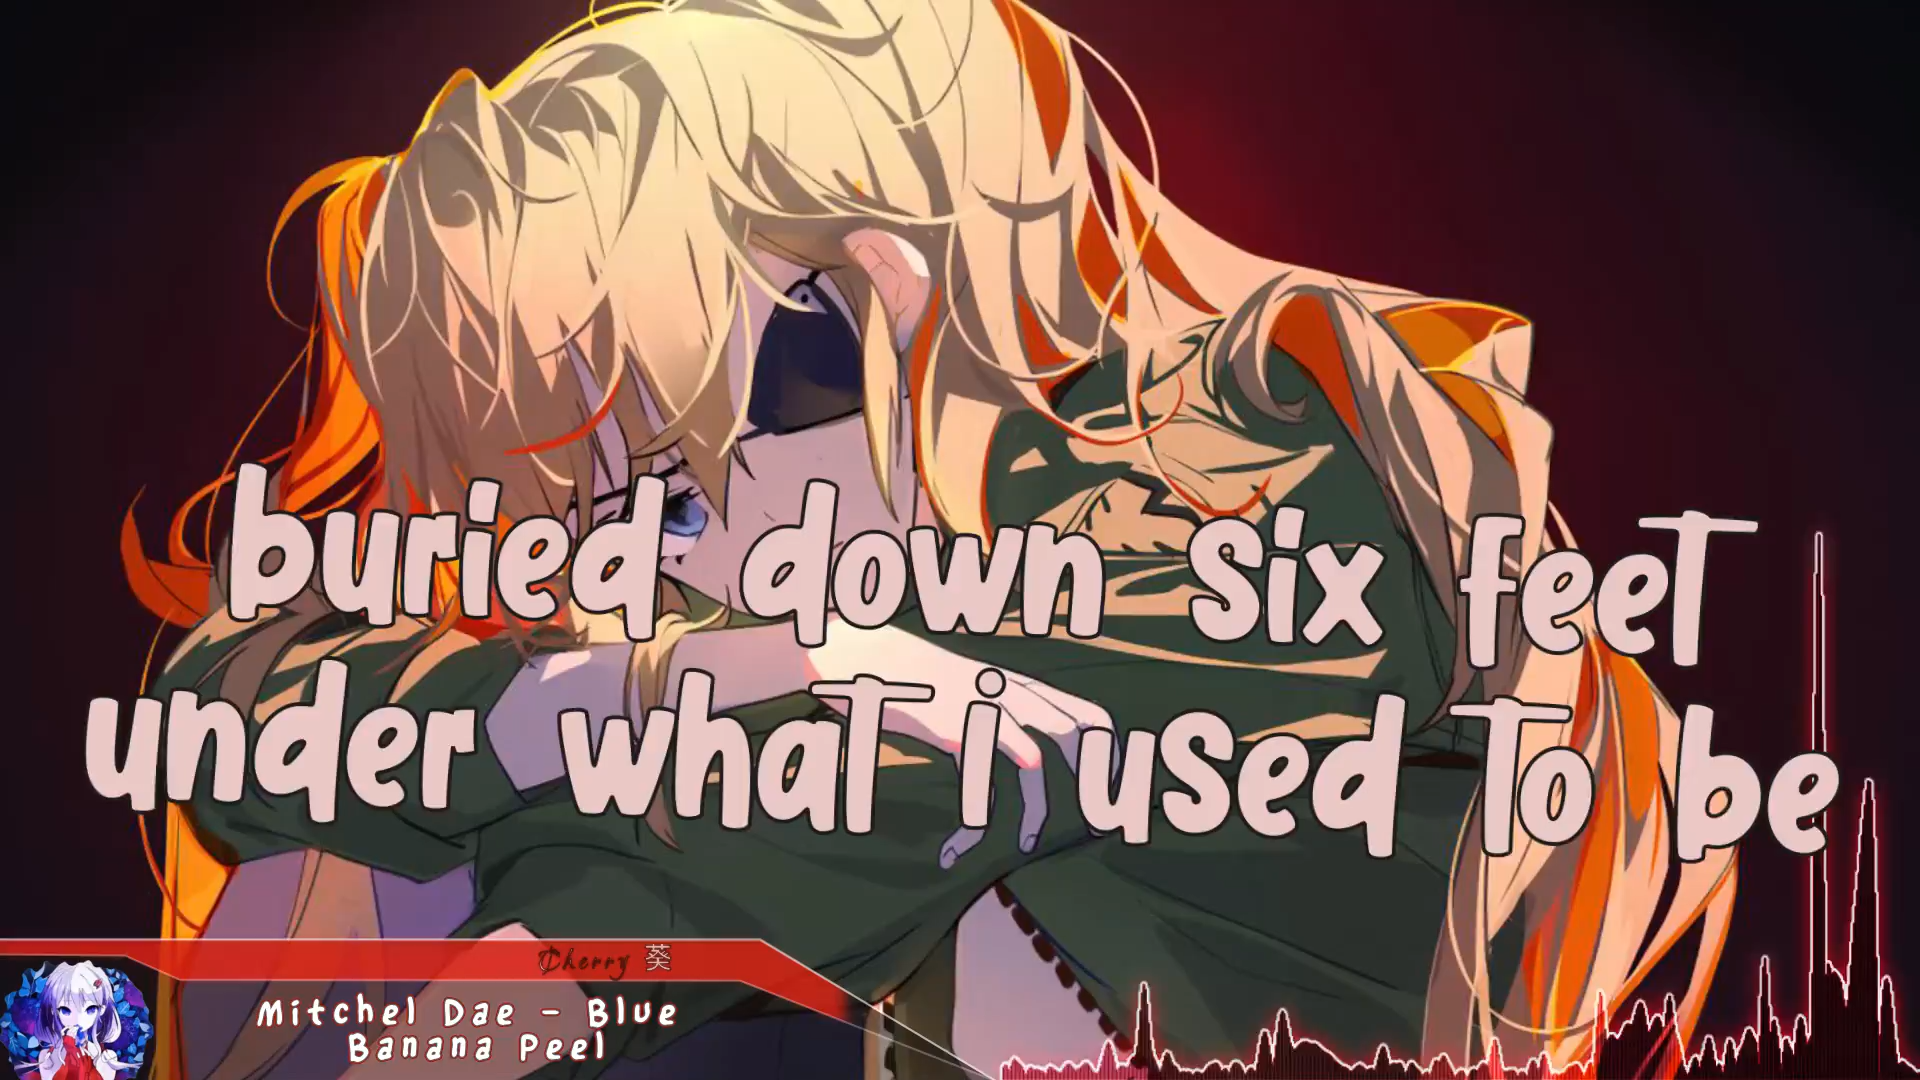 buried down six feet
under what i used to be
Cherry 葵
Mitchel Dae - Blue
Banana Peel